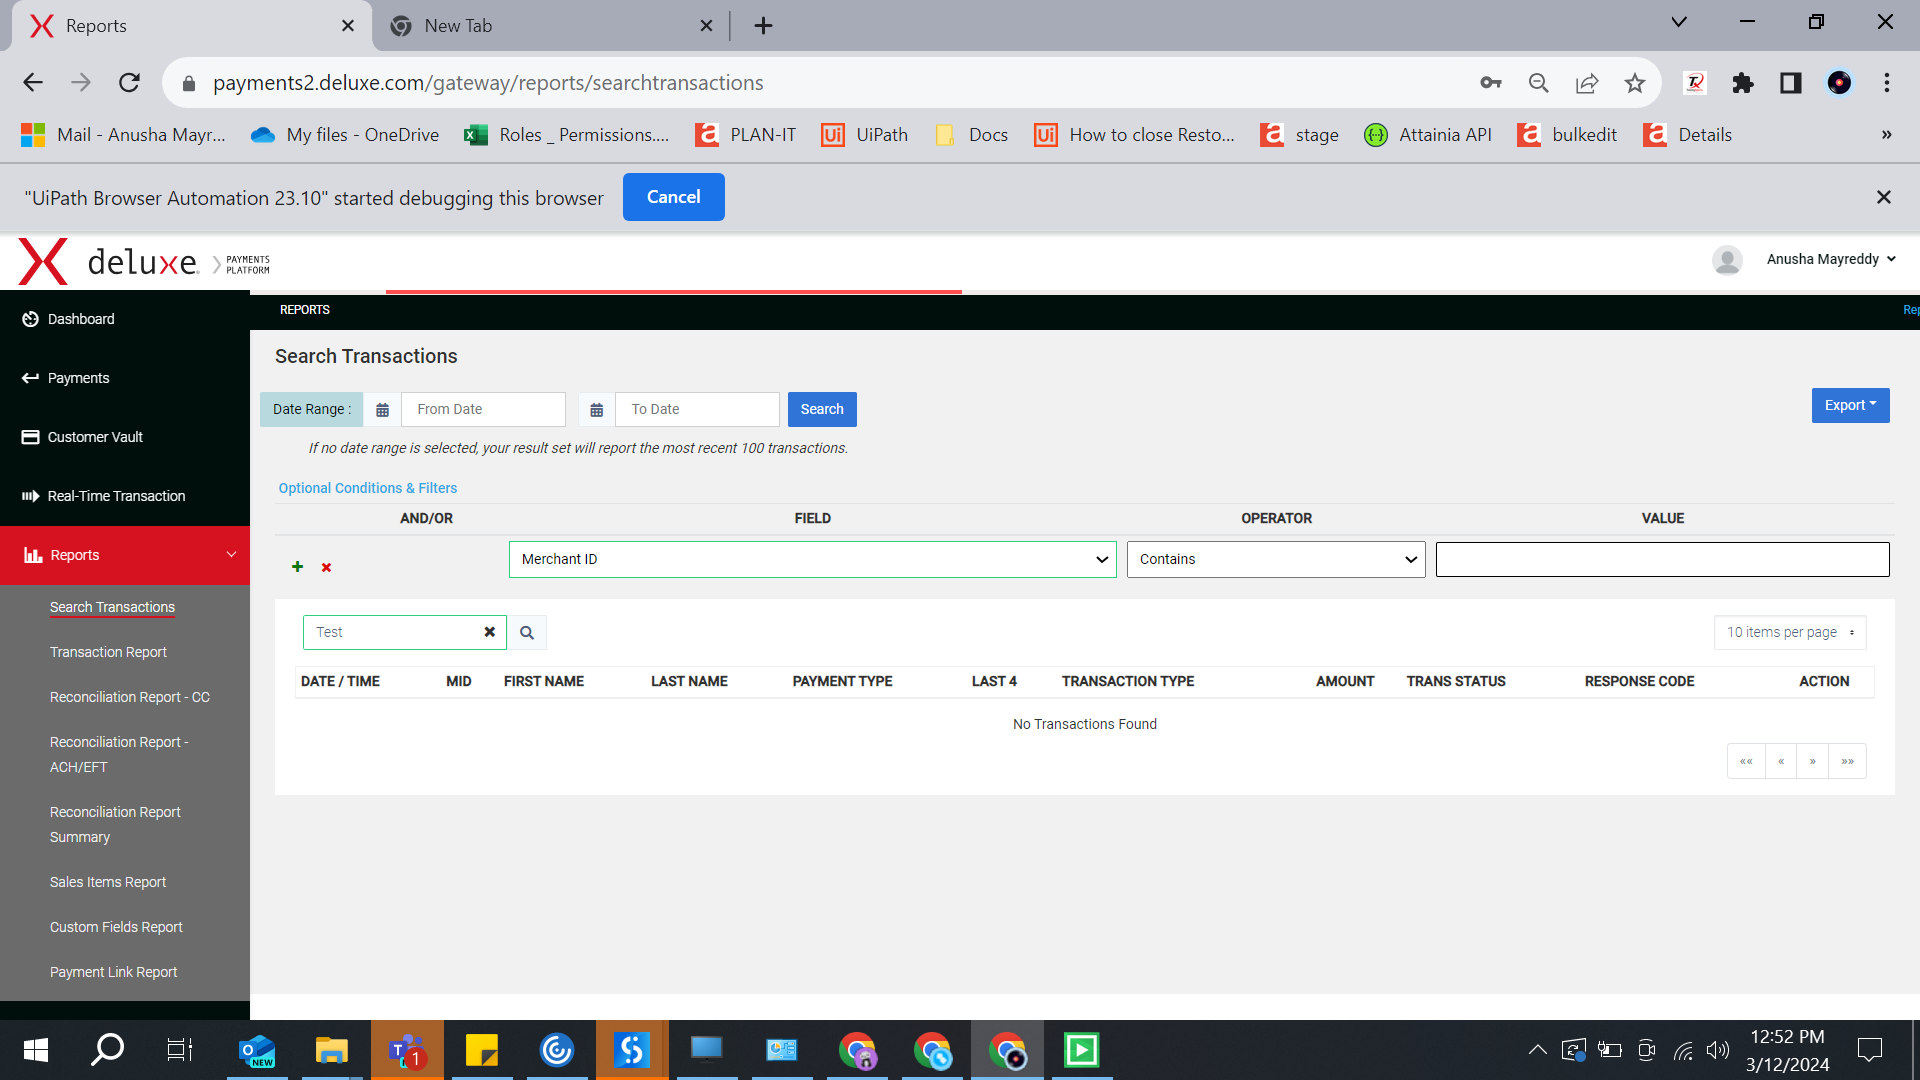 Reports
New Tab
payments2.deluxe.com/gateway/reports/searchtransactions
Mail - Anusha Mayr...
My files - OneDrive
Roles _ Permissions....
PLAN-IT
UiPath
Docs
How to close Resto...
stage
Attainia API
bulkedit
Details
»
"UiPath Browser Automation 23.10" started debugging this browser
Cancel
deluxe
PAYMENTS
PLATFORM
Anusha Mayreddy
Dashboard
Payments
Customer Vault
Real-Time Transaction
Reports
Search Transactions
Transaction Report
Reconciliation Report - CC
Reconciliation Report -
ACH/EFT
Reconciliation Report
Summary
Sales Items Report
Custom Fields Report
Payment Link Report
REPORTS
Rep
Search Transactions
Date Range :
From Date
To Date
Search
Export
If no date range is selected, your result set will report the most recent 100 transactions.
Optional Conditions & Filters
AND/OR
FIELD
OPERATOR
VALUE
Merchant ID
Contains
Test
10 items per page
DATE / TIME
MID
FIRST NAME
LAST NAME
PAYMENT TYPE
LAST 4
TRANSACTION TYPE
AMOUNT
TRANS STATUS
RESPONSE CODE
ACTION
No Transactions Found
««
«
»
»»
NEW
1
12:52 PM
3/12/2024